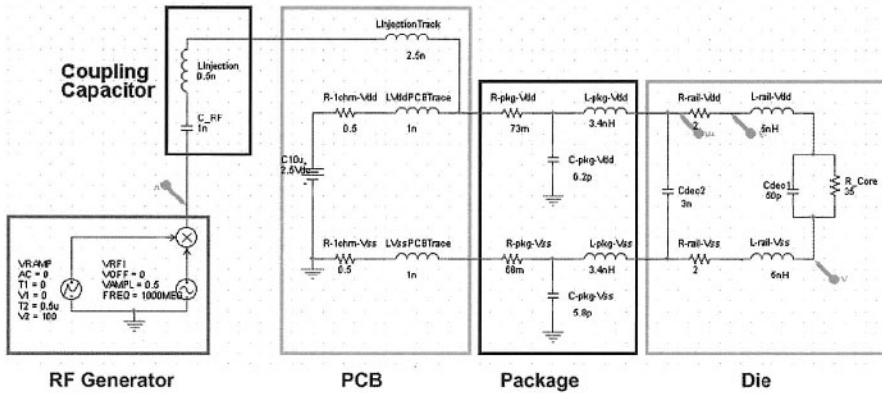 LInjectionTrack
2.5n
Coupling
Capacitor
LInjection
0.5n
C_RF
1n
R-1ohm-Vdd
LVddPCBTrace
0.5
1n
C10u
2.5Vdc
R-pkg-Vdd
L-pkg-Vdd
73m
3.4nH
C-pkg-Vdd
6.2p
R-rail-Vdd
L-rail-Vdd
2
6nH
Cdec2
3n
Cdec1
60p
R_Core
35
R-1ohm-Vss
LVssPCBTrace
0.5
1n
R-pkg-Vss
L-pkg-Vss
68m
3.4nH
C-pkg-Vss
5.8p
R-rail-Vss
L-rail-Vss
2
6nH
V
VRAMP
AC = 0
T1 = 0
V1 = 0
T2 = 0.5u
V2 = 100
VRFI
VOFF = 0
VAMPL = 0.5
FREQ = 1000MEG
RF Generator
PCB
Package
Die